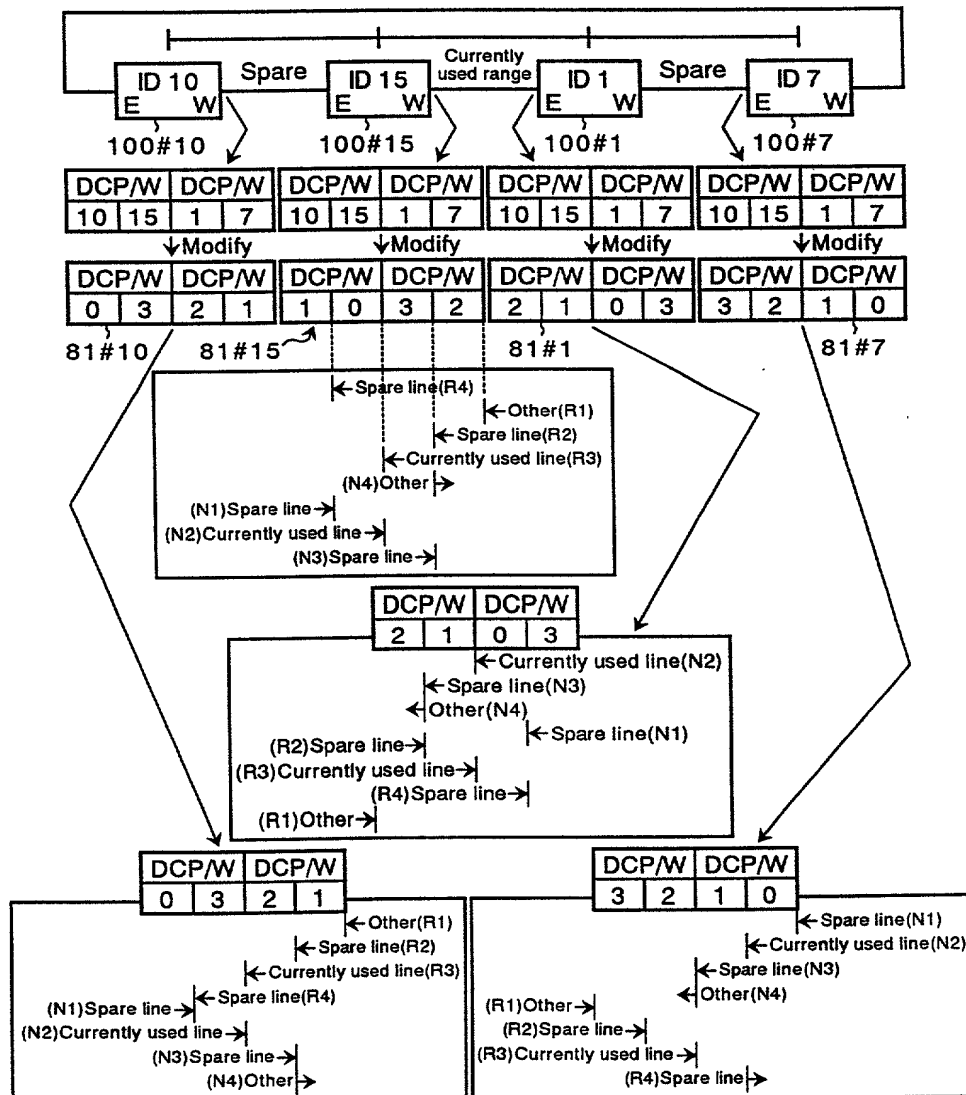 Currently
used range
ID 10 Spare ID 15 ID 1 Spare ID 7
E W E W E W E W
100#10 100#15 100#1 100#7
DCP/W DCP/W DCP/W DCP/W DCP/W DCP/W DCP/W DCP/W
10 15 1 7 10 15 1 7 10 15 1 7 10 15 1 7
Modify Modify Modify Modify
DCP/W DCP/W DCP/W DCP/W DCP/W DCP/W DCP/W DCP/W
0 3 2 1 1 0 3 2 2 1 0 3 3 2 1 0
81#10 81#15 81#1 81#7
Spare line(R4)
Other(R1)
Spare line(R2)
Currently used line(R3)
(N4)Other
(N1)Spare line
(N2)Currently used line
(N3)Spare line
DCP/W DCP/W
2 1 0 3
Currently used line(N2)
Spare line(N3)
Other(N4)
Spare line(N1)
(R2)Spare line
(R3)Currently used line
(R4)Spare line
(R1)Other
DCP/W DCP/W
0 3 2 1
Other(R1)
Spare line(R2)
Currently used line(R3)
Spare line(R4)
(N1)Spare line
(N2)Currently used line
(N3)Spare line
(N4)Other
DCP/W DCP/W
3 2 1 0
Spare line(N1)
Currently used line(N2)
Spare line(N3)
Other(N4)
(R1)Other
(R2)Spare line
(R3)Currently used line
(R4)Spare line